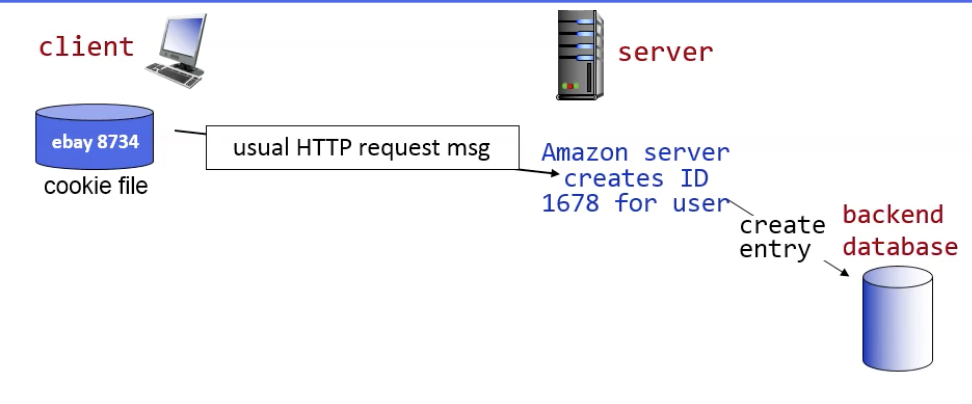 client
server
ebay 8734
cookie file
usual HTTP request msg
Amazon server
creates ID
1678 for user
create
entry
backend
database